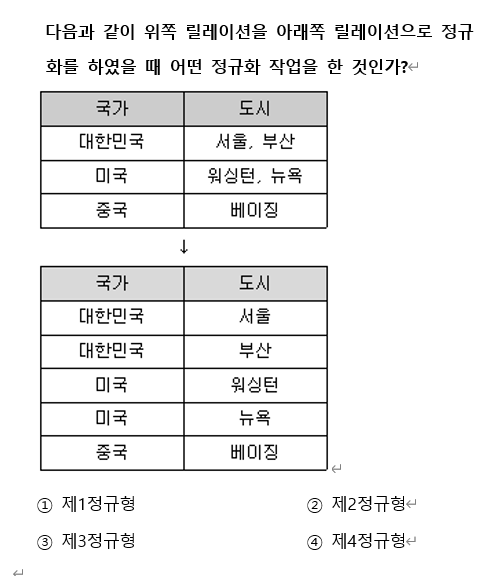 다음과 같이 위쪽 릴레이션을 아래쪽 릴레이션으로 정규
화를 하였을 때 어떤 정규화 작업을 한 것인가?↵
국가 도시
대한민국 서울, 부산
미국 워싱턴, 뉴욕
중국 베이징
↓
국가 도시
대한민국 서울
대한민국 부산
미국 워싱턴
미국 뉴욕
중국 베이징
↵
① 제1정규형 ② 제2정규형↵
③ 제3정규형 ④ 제4정규형↵
↵